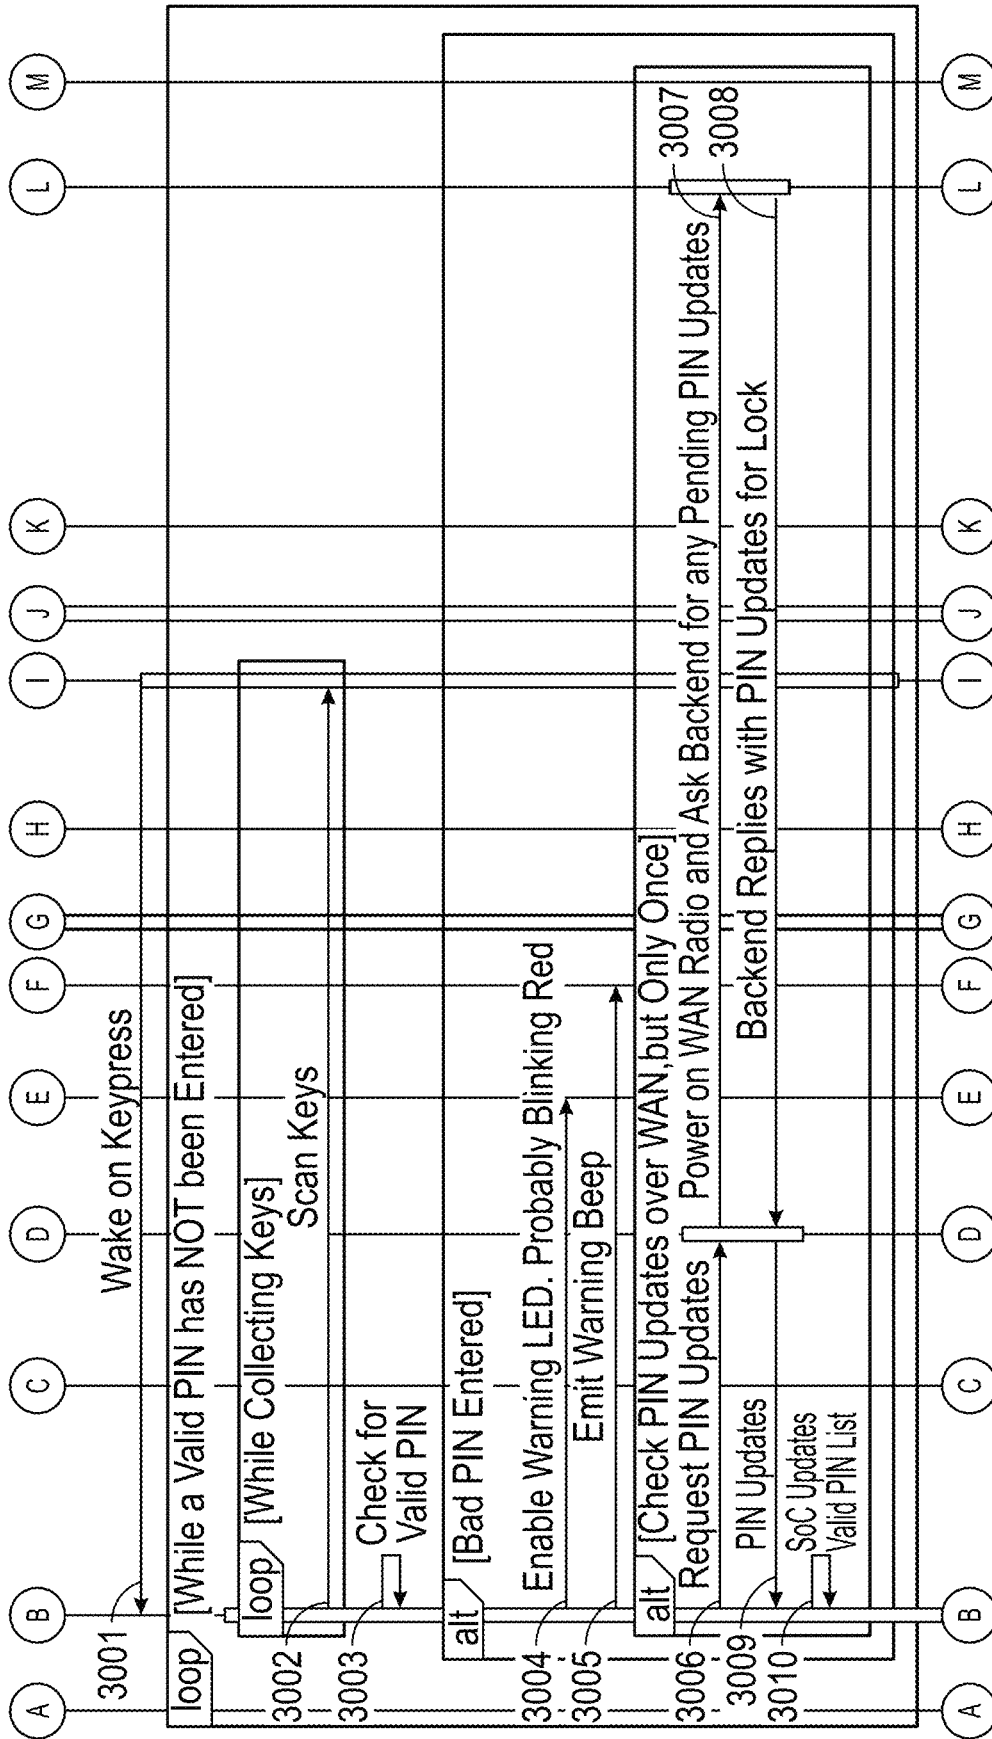 A B C D E F G H I J K L M
3001
Wake on Keypress
loop
[While a Valid PIN has NOT been Entered]
loop
[While Collecting Keys]
3002
Scan Keys
3003
Check for
Valid PIN
alt
[Bad PIN Entered]
3004
Enable Warning LED. Probably Blinking Red
3005
Emit Warning Beep
alt
[Check PIN Updates over WAN,but Only Once]
3006
Request PIN Updates
Power on WAN Radio and Ask Backend for any Pending PIN Updates
3007
3009
PIN Updates
Backend Replies with PIN Updates for Lock
3008
3010
SoC Updates
Valid PIN List
A B C D E F G H I J K L M